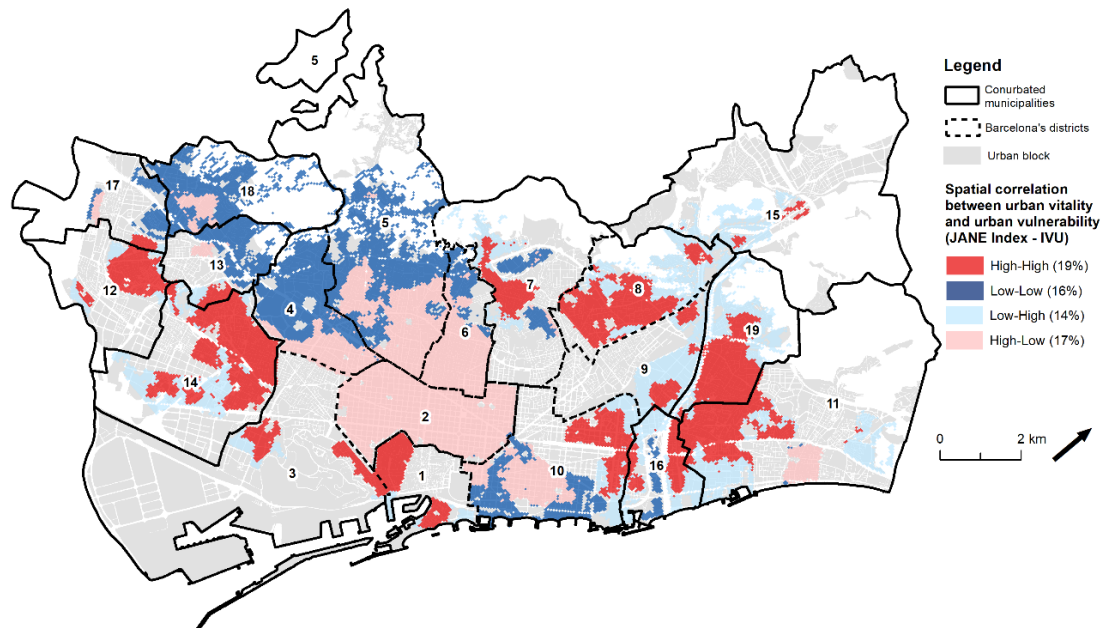 5
17
18
5
15
13
12
4
7
8
6
19
14
9
2
11
3
1
10
16
Legend
Conurbated
municipalities
Barcelona's districts
Urban block
Spatial correlation
between urban vitality
and urban vulnerability
(JANE Index - IVU)
High-High (19%)
Low-Low (16%)
Low-High (14%)
High-Low (17%)
0 2 km